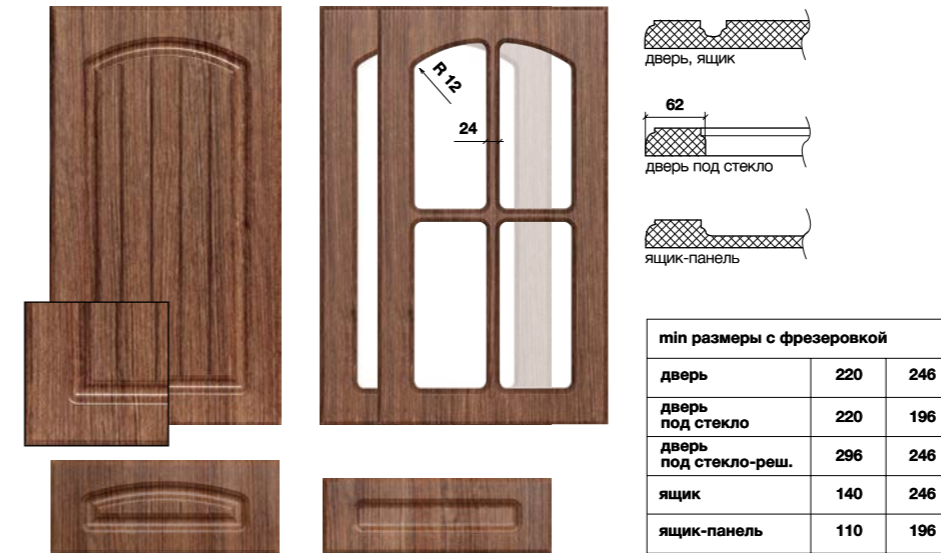 R 12
24
дверь, ящик
62
дверь под стекло
ящик-панель
min размеры с фрезеровкой
дверь 220 246
дверь
под стекло 220 196
дверь
под стекло-реш. 296 246
ящик 140 246
ящик-панель 110 196